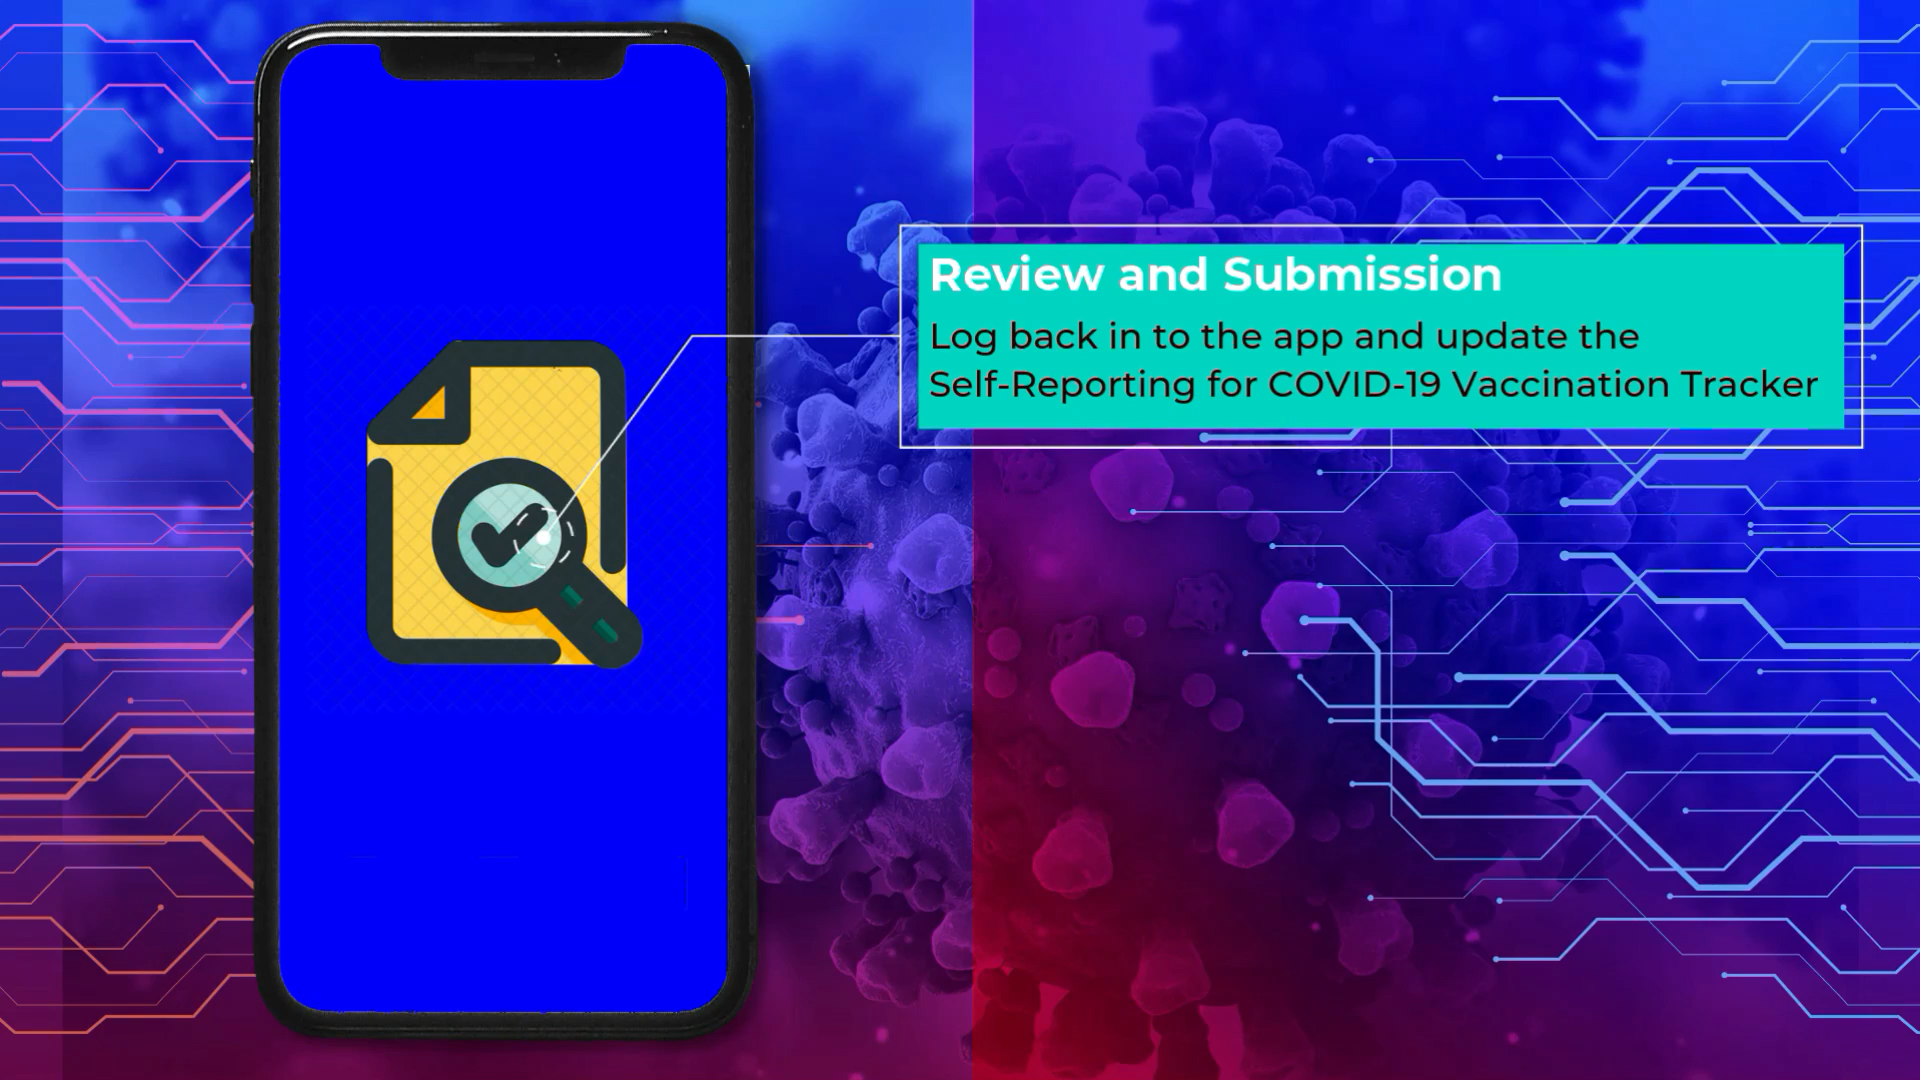 Review and Submission
Log back in to the app and update the
Self-Reporting for COVID-19 Vaccination Tracker